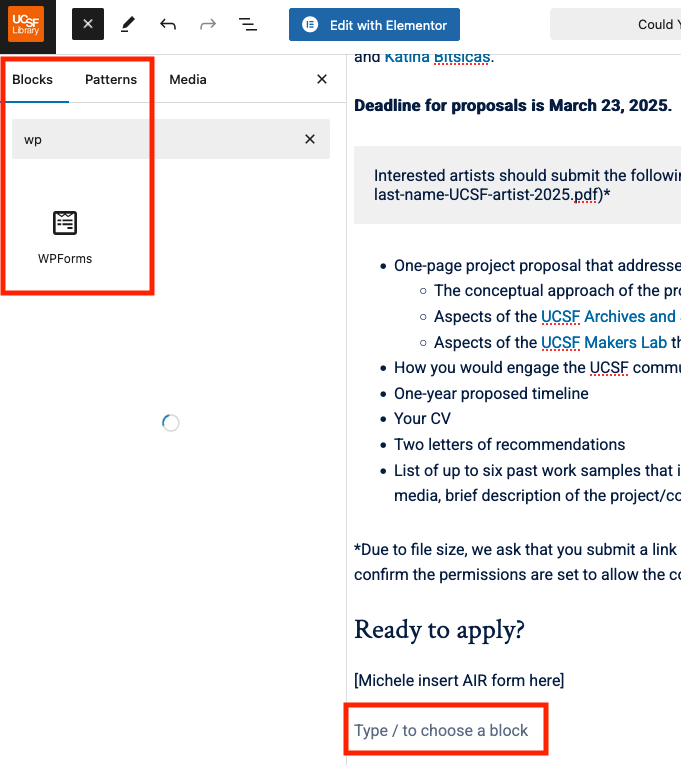 UCSF
Library
Edit with Elementor
Could Y
Blocks
Patterns
Media
wp
WPForms
and Katina Bitsicas.
Deadline for proposals is March 23, 2025.
Interested artists should submit the followin
last-name-UCSF-artist-2025.pdf)*
One-page project proposal that addresse
The conceptual approach of the pro
Aspects of the UCSF Archives and
Aspects of the UCSF Makers Lab th
How you would engage the UCSF commu
One-year proposed timeline
Your CV
Two letters of recommendations
List of up to six past work samples that i
media, brief description of the project/co
*Due to file size, we ask that you submit a link
confirm the permissions are set to allow the co
Ready to apply?
[Michele insert AIR form here]
Type / to choose a block